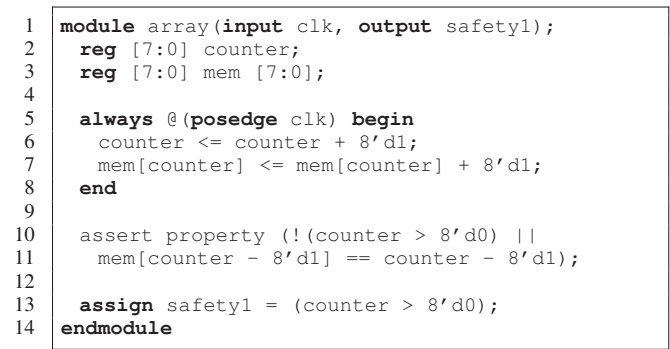 1 module array(input clk, output safety1);
2 reg [7:0] counter;
3 reg [7:0] mem [7:0];
4
5 always @(posedge clk) begin
6 counter <= counter + 8'd1;
7 mem[counter] <= mem[counter] + 8'd1;
8 end
9
10 assert property (!(counter > 8'd0) ||
11 mem[counter - 8'd1] == counter - 8'd1);
12
13 assign safety1 = (counter > 8'd0);
14 endmodule